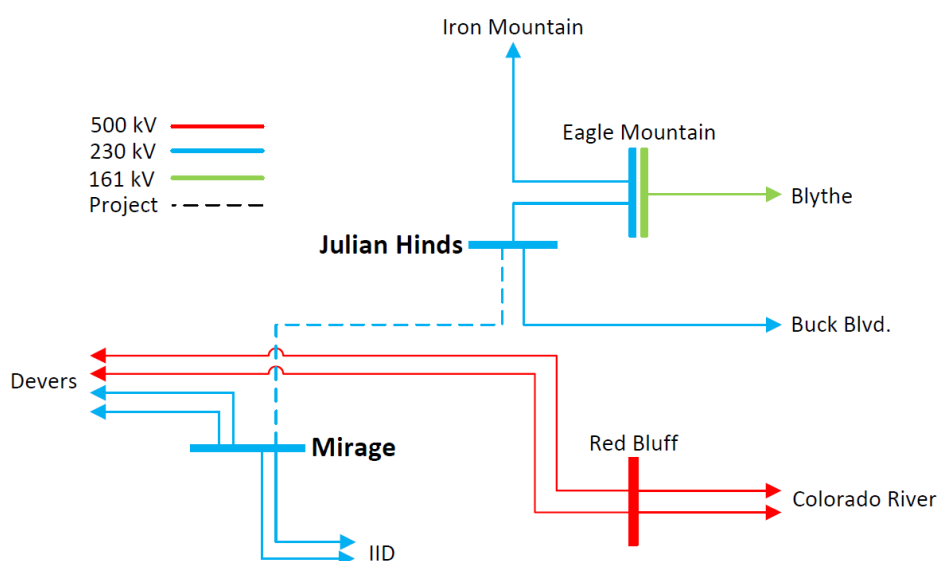 Iron Mountain
500 kV
230 kV
161 kV
Project
Eagle Mountain
Blythe
Julian Hinds
Buck Blvd.
Devers
Mirage
Red Bluff
Colorado River
IID